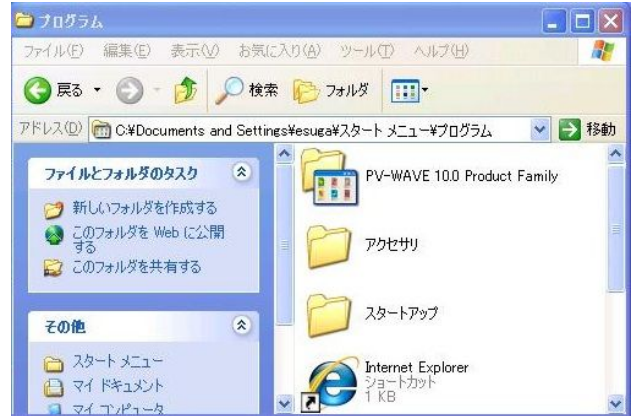 プログラム
ファイル(F) 編集(E) 表示(V) お気に入り(A) ツール(T) ヘルプ(H)
戻る 検索 フォルダ
アドレス(D) C:¥Documents and Settings¥esuga¥スタート メニュー¥プログラム 移動
ファイルとフォルダのタスク
新しいフォルダを作成する
このフォルダを Web に公開
する
このフォルダを共有する
その他
スタート メニュー
マイ ドキュメント
マイ コンピュータ
PV-WAVE 10.0 Product Family
アクセサリ
スタートアップ
Internet Explorer
ショートカット
1 KB